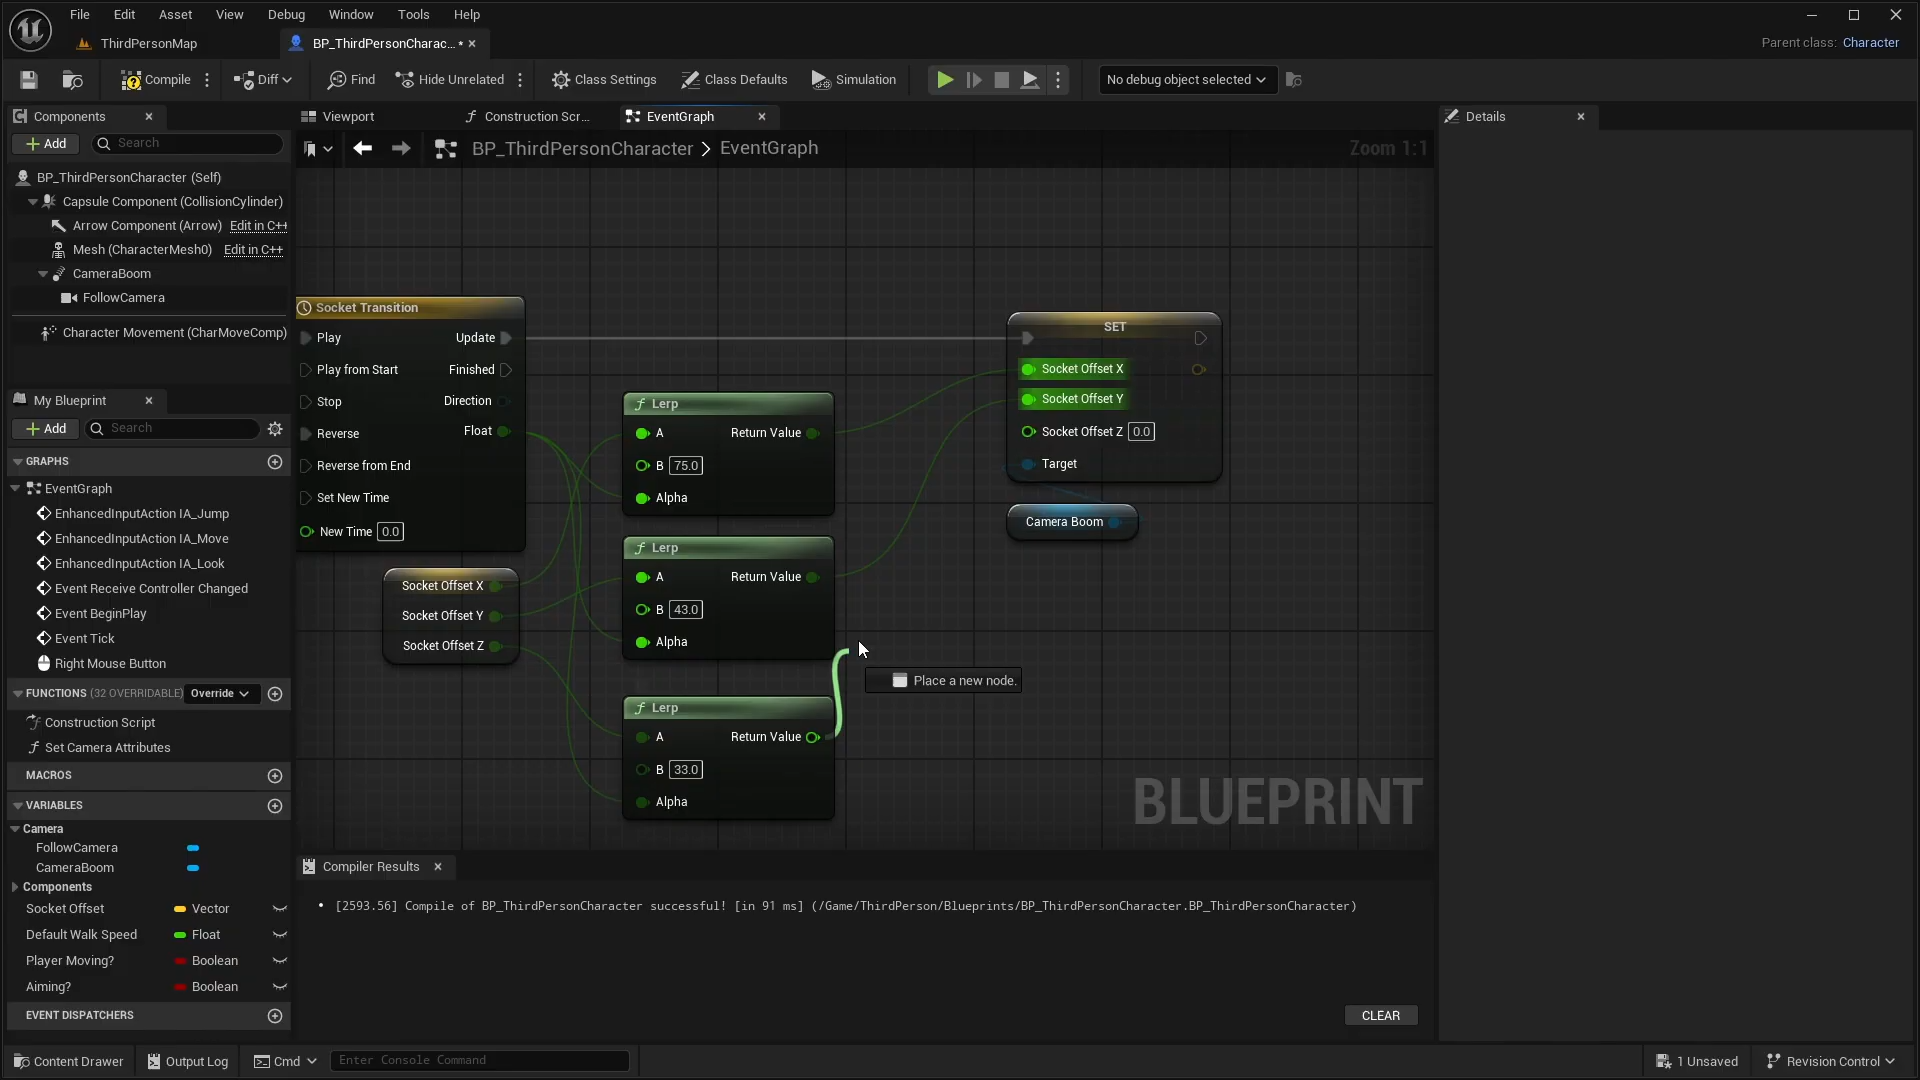 File Edit Asset View Debug Window Tools Help
ThirdPersonMap
BP_ThirdPersonCharac... •
Parent class: Character
Compile
Diff
Find
Hide Unrelated
Class Settings
Class Defaults
Simulation
No debug object selected
Components
Add
Search
BP_ThirdPersonCharacter (Self)
Capsule Component (CollisionCylinder)
Arrow Component (Arrow) Edit in C++
Mesh (CharacterMesh0) Edit in C++
CameraBoom
FollowCamera
Character Movement (CharMoveComp)
My Blueprint
Add
Search
GRAPHS
EventGraph
EnhancedInputAction IA_Jump
EnhancedInputAction IA_Move
EnhancedInputAction IA_Look
Event Receive Controller Changed
Event BeginPlay
Event Tick
Right Mouse Button
FUNCTIONS (32 OVERRIDABLE) Override
Construction Script
Set Camera Attributes
MACROS
VARIABLES
Camera
FollowCamera
CameraBoom
Components
Socket Offset Vector
Default Walk Speed Float
Player Moving? Boolean
Aiming? Boolean
EVENT DISPATCHERS
Viewport
Construction Scr...
EventGraph
BP_ThirdPersonCharacter > EventGraph
Zoom 1:1
Socket Transition
Play Update
Play from Start Finished
Stop Direction
Reverse Float
Reverse from End
Set New Time
New Time 0.0
Socket Offset X
Socket Offset Y
Socket Offset Z
Lerp
A Return Value
B 75.0
Alpha
Lerp
A Return Value
B 43.0
Alpha
Lerp
A Return Value
B 33.0
Alpha
SET
Socket Offset X
Socket Offset Y
Socket Offset Z 0.0
Target
Camera Boom
Place a new node.
BLUEPRINT
Compiler Results
• [2593.56] Compile of BP_ThirdPersonCharacter successful! [in 91 ms] (/Game/ThirdPerson/Blueprints/BP_ThirdPersonCharacter.BP_ThirdPersonCharacter)
CLEAR
Details
Content Drawer
Output Log
Cmd
Enter Console Command
1 Unsaved
Revision Control